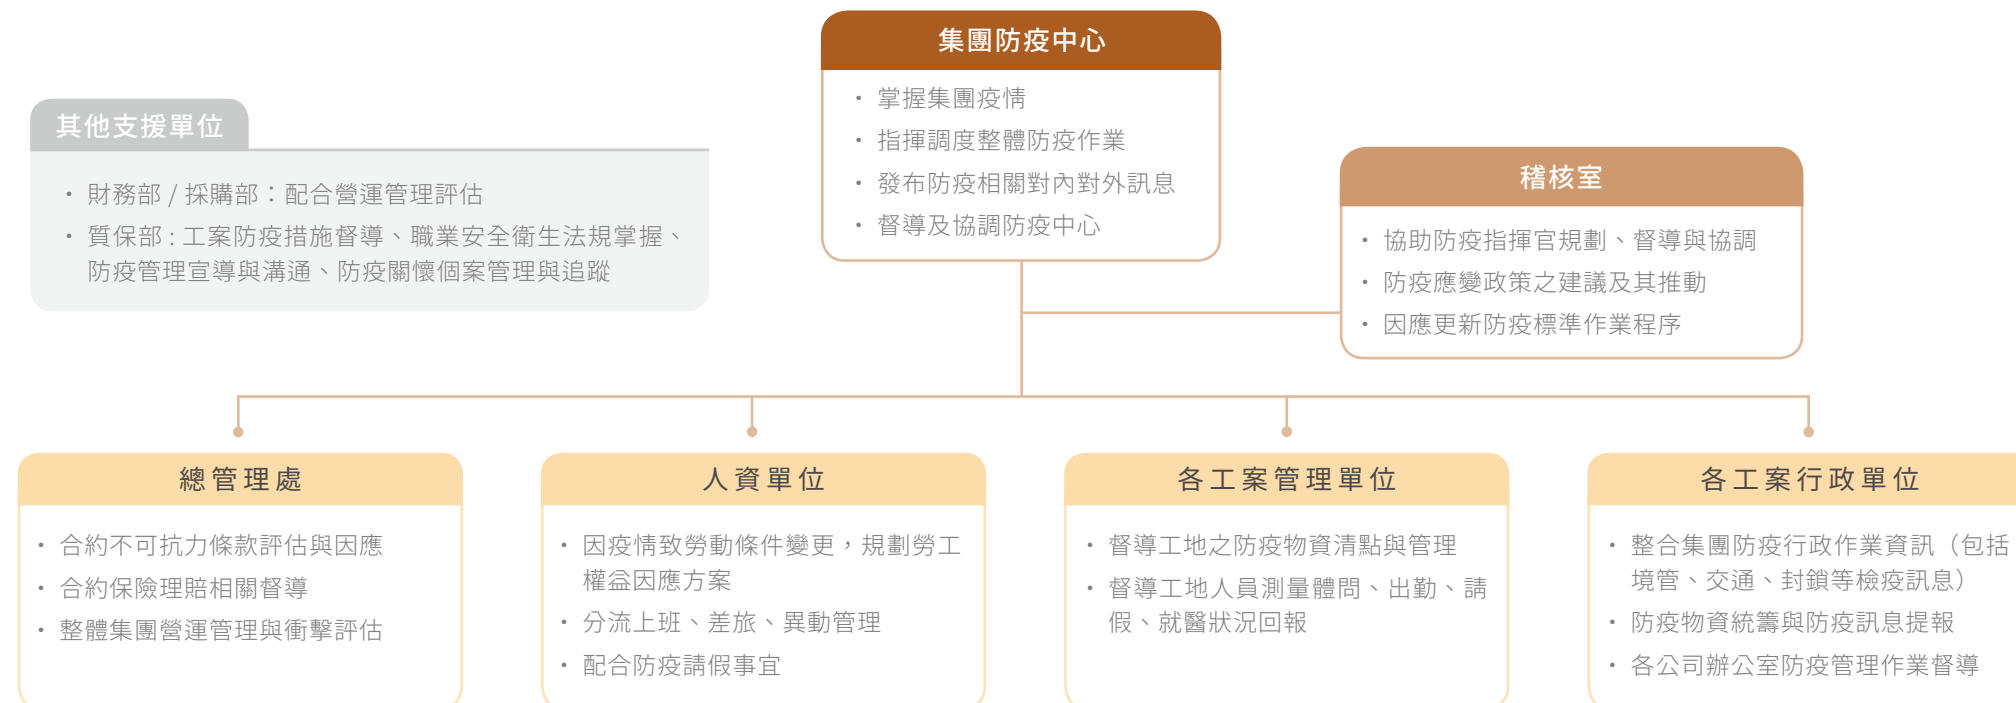 集團防疫中心
・ 掌握集團疫情
・ 指揮調度整體防疫作業
・ 發布防疫相關對內對外訊息
・ 督導及協調防疫中心
其他支援單位
・ 財務部 / 採購部：配合營運管理評估
・ 質保部 : 工案防疫措施督導、職業安全衛生法規掌握、
防疫管理宣導與溝通、防疫關懷個案管理與追蹤
稽核室
・ 協助防疫指揮官規劃、督導與協調
・ 防疫應變政策之建議及其推動
・ 因應更新防疫標準作業程序
總管理處
・ 合約不可抗力條款評估與因應
・ 合約保險理賠相關督導
・ 整體集團營運管理與衝擊評估
人資單位
・ 因疫情致勞動條件變更，規劃勞工
權益因應方案
・ 分流上班、差旅、異動管理
・ 配合防疫請假事宜
各工案管理單位
・ 督導工地之防疫物資清點與管理
・ 督導工地人員測量體問、出勤、請
假、就醫狀況回報
各工案行政單位
・ 整合集團防疫行政作業資訊（包括
境管、交通、封鎖等檢疫訊息）
・ 防疫物資統籌與防疫訊息提報
・ 各公司辦公室防疫管理作業督導